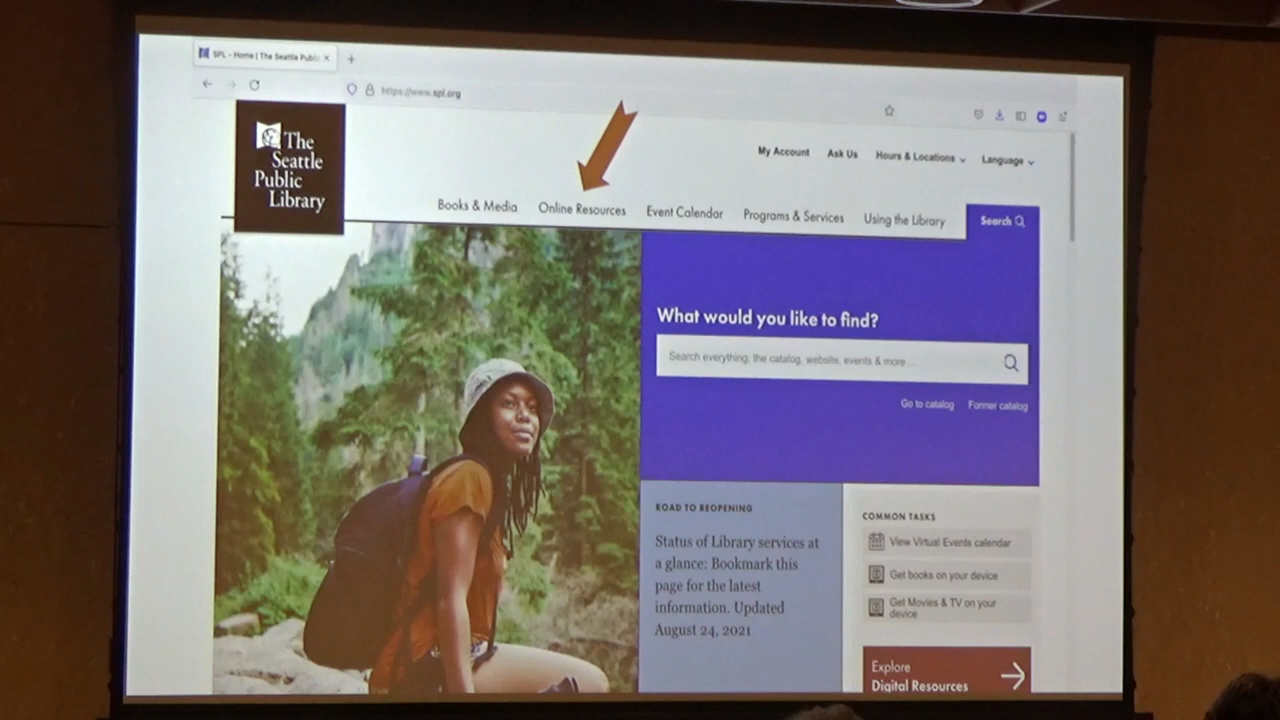 SPL - Home | The Seattle Public
https://www.spl.org
The
Seattle
Public
Library
My Account Ask Us Hours & Locations Language
Books & Media Online Resources Event Calendar Programs & Services Using the Library Search
What would you like to find?
Search everything: the catalog, website, events & more ...
Go to catalog Former catalog
ROAD TO REOPENING
Status of Library services at
a glance: Bookmark this
page for the latest
information. Updated
August 24, 2021
COMMON TASKS
View Virtual Events calendar
Get books on your device
Get Movies & TV on your
device
Explore
Digital Resources